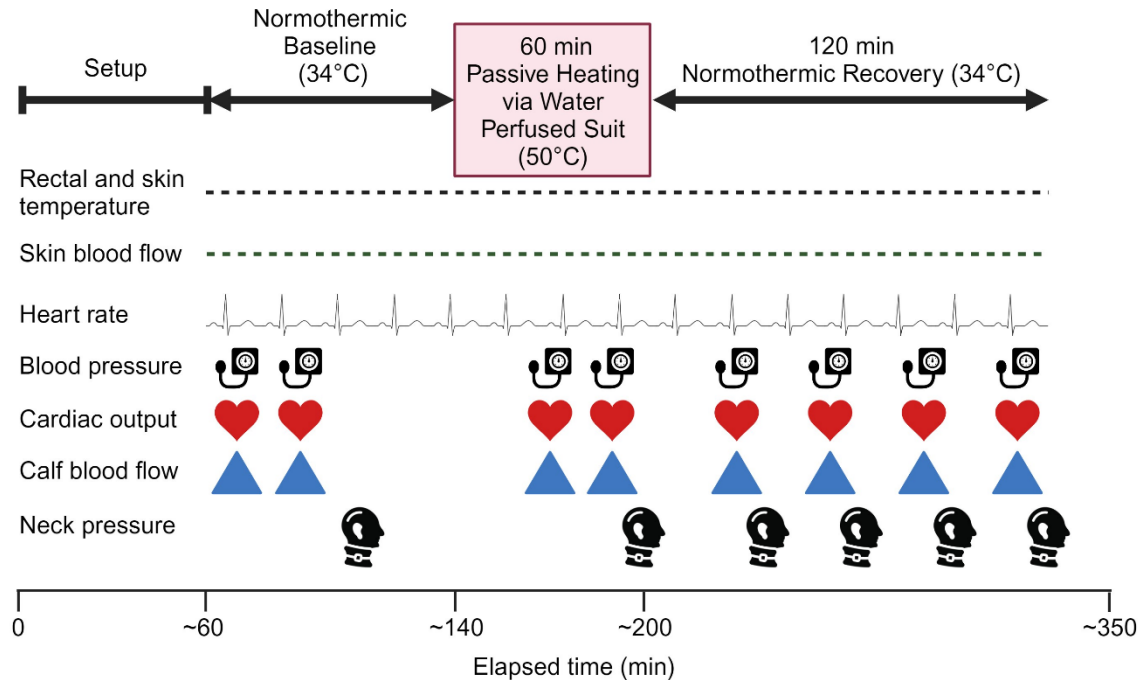 Setup
Normothermic
Baseline
(34°C)
60 min
Passive Heating
via Water
Perfused Suit
(50°C)
120 min
Normothermic Recovery (34°C)
Rectal and skin
temperature
Skin blood flow
Heart rate
Blood pressure
Cardiac output
Calf blood flow
Neck pressure
0 ~60 ~140 ~200 ~350
Elapsed time (min)